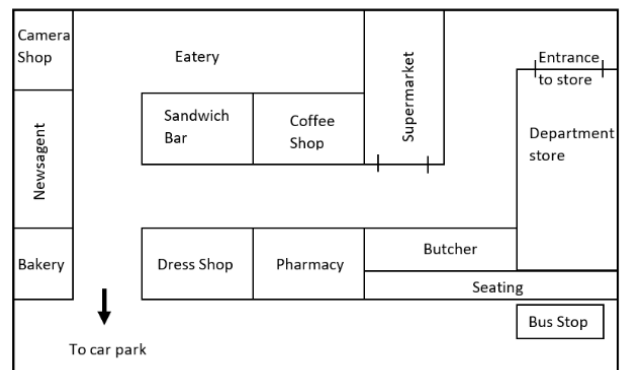 Camera
Shop
Eatery
Entrance
to store
Supermarket
Sandwich
Bar
Coffee
Shop
Department
store
Newsagent
Bakery
Dress Shop
Pharmacy
Butcher
Seating
Bus Stop
To car park